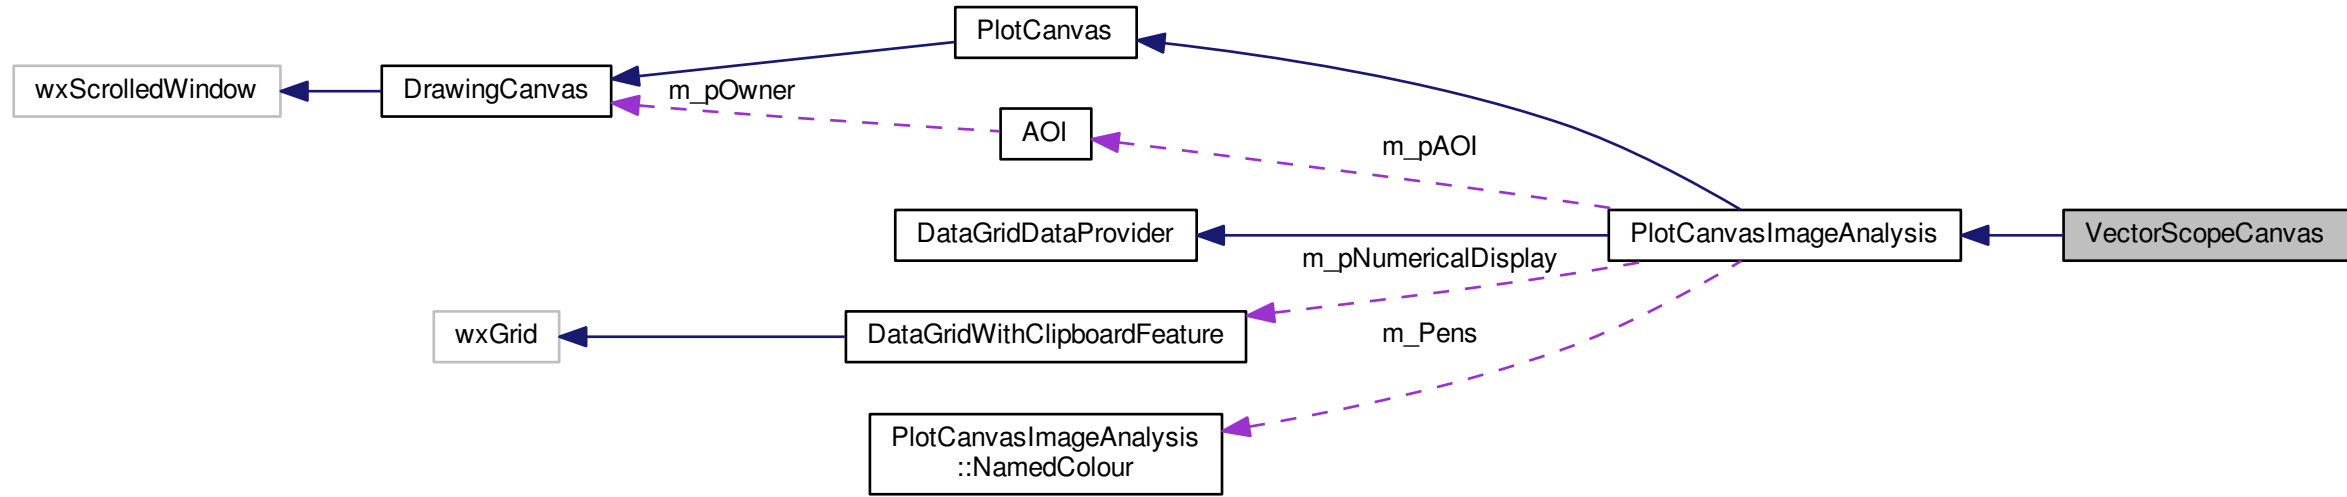 PlotCanvas
wxScrolledWindow
DrawingCanvas
m_pOwner
AOI
m_pAOI
DataGridDataProvider
PlotCanvasImageAnalysis
VectorScopeCanvas
m_pNumericalDisplay
wxGrid
DataGridWithClipboardFeature
m_Pens
PlotCanvasImageAnalysis
::NamedColour